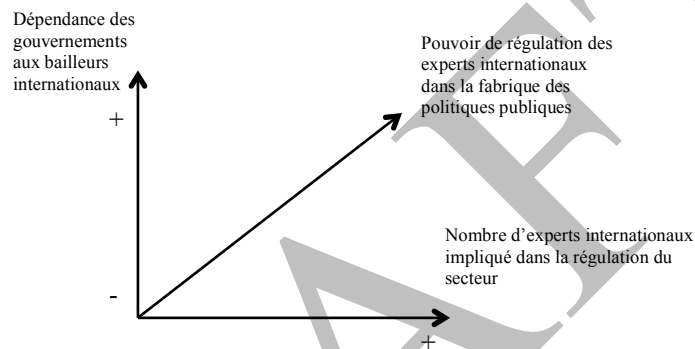 Dépendance des
gouvernements
aux bailleurs
internationaux
+
-
Pouvoir de régulation des
experts internationaux
dans la fabrique des
politiques publiques
Nombre d'experts internationaux
impliqué dans la régulation du
secteur
+